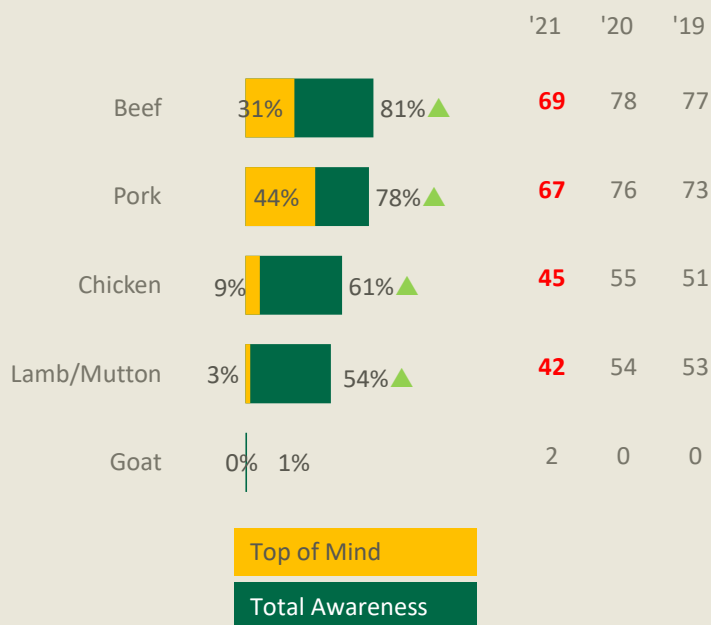 '21 '20 '19
Beef 31% 81% 69 78 77
Pork 44% 78% 67 76 73
Chicken 9% 61% 45 55 51
Lamb/Mutton 3% 54% 42 54 53
Goat 0% 1% 2 0 0
Top of Mind
Total Awareness